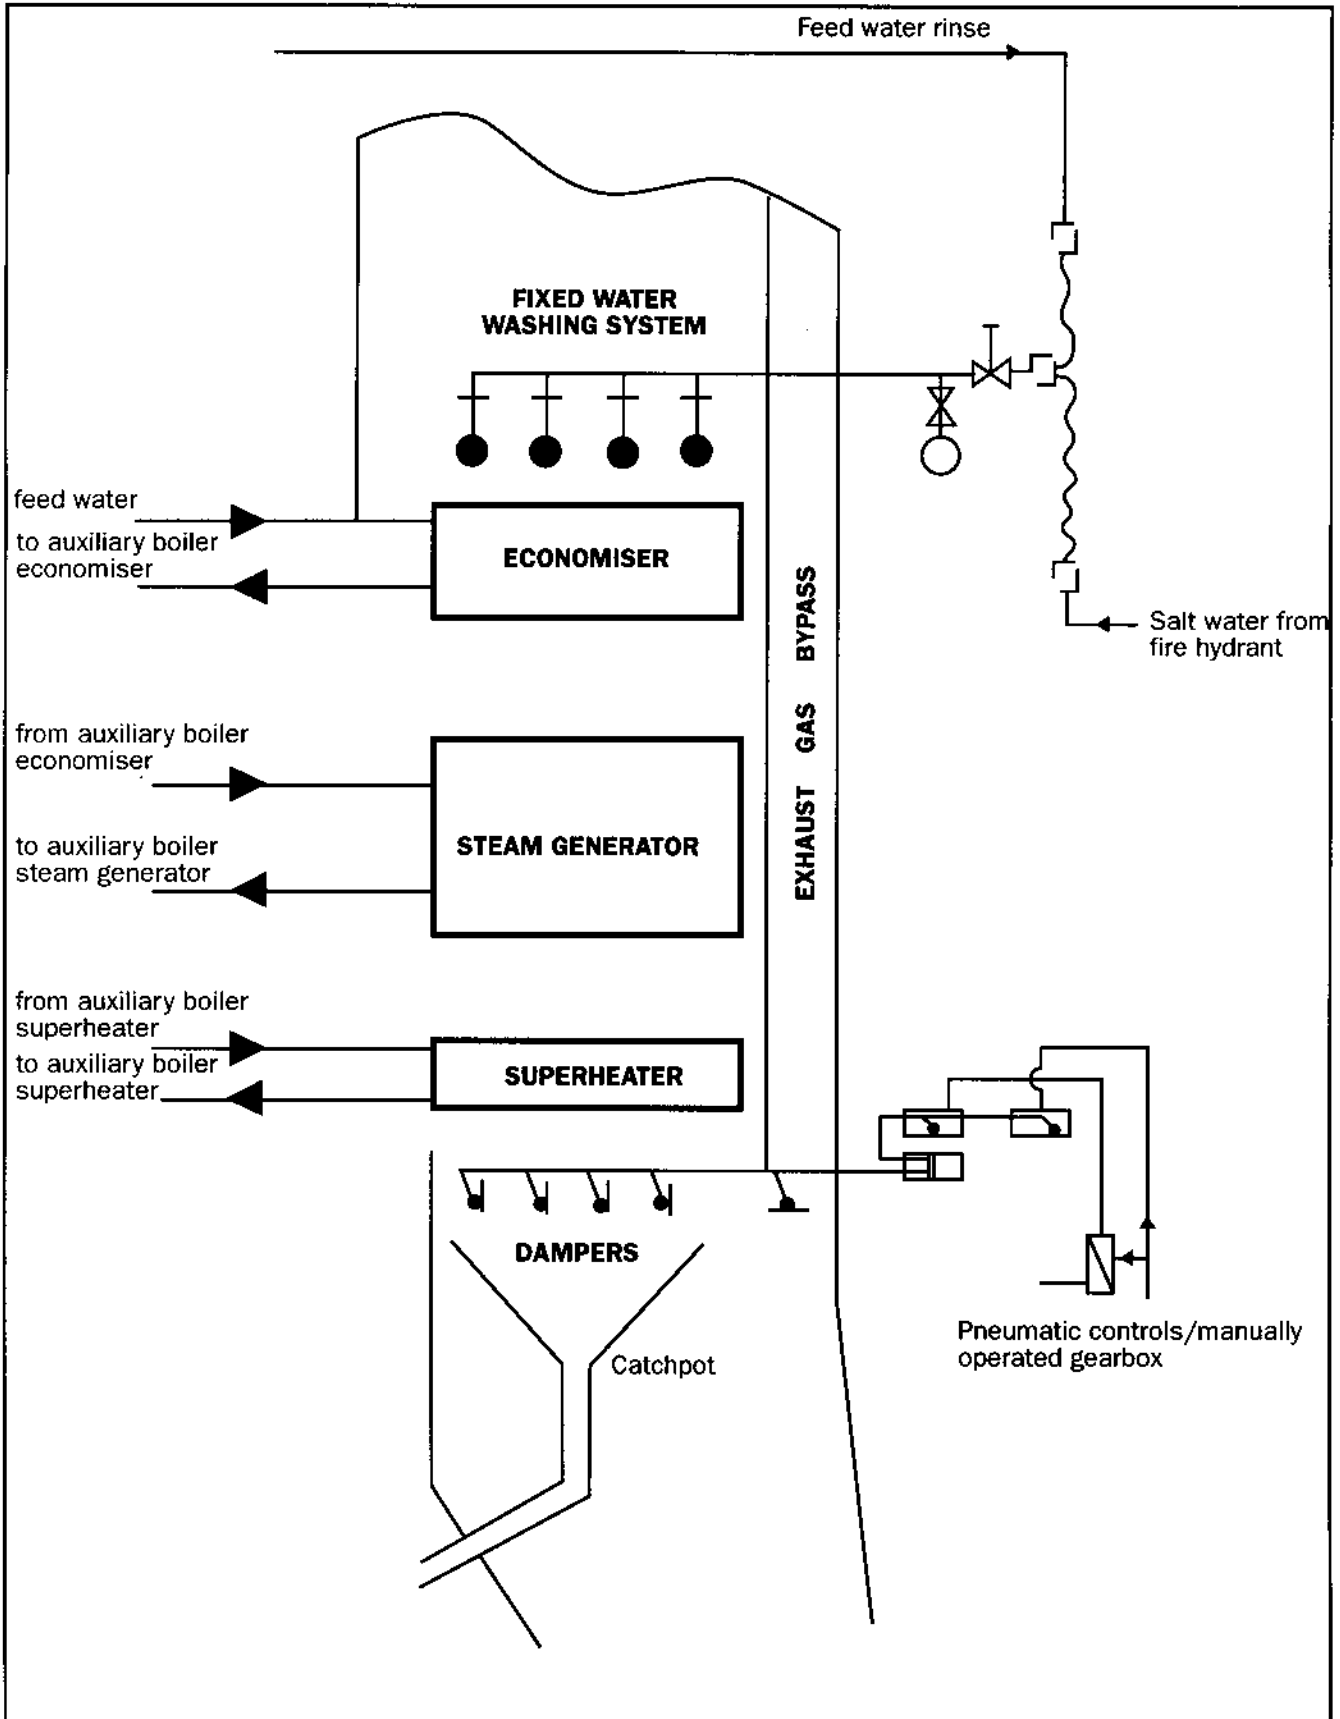 Feed water rinse
FIXED WATER
WASHING SYSTEM
feed water
to auxiliary boiler
economiser
ECONOMISER
Salt water from
fire hydrant
EXHAUST GAS BYPASS
from auxiliary boiler
economiser
to auxiliary boiler
steam generator
STEAM GENERATOR
from auxiliary boiler
superheater
to auxiliary boiler
superheater
SUPERHEATER
DAMPERS
Catchpot
Pneumatic controls/manually
operated gearbox